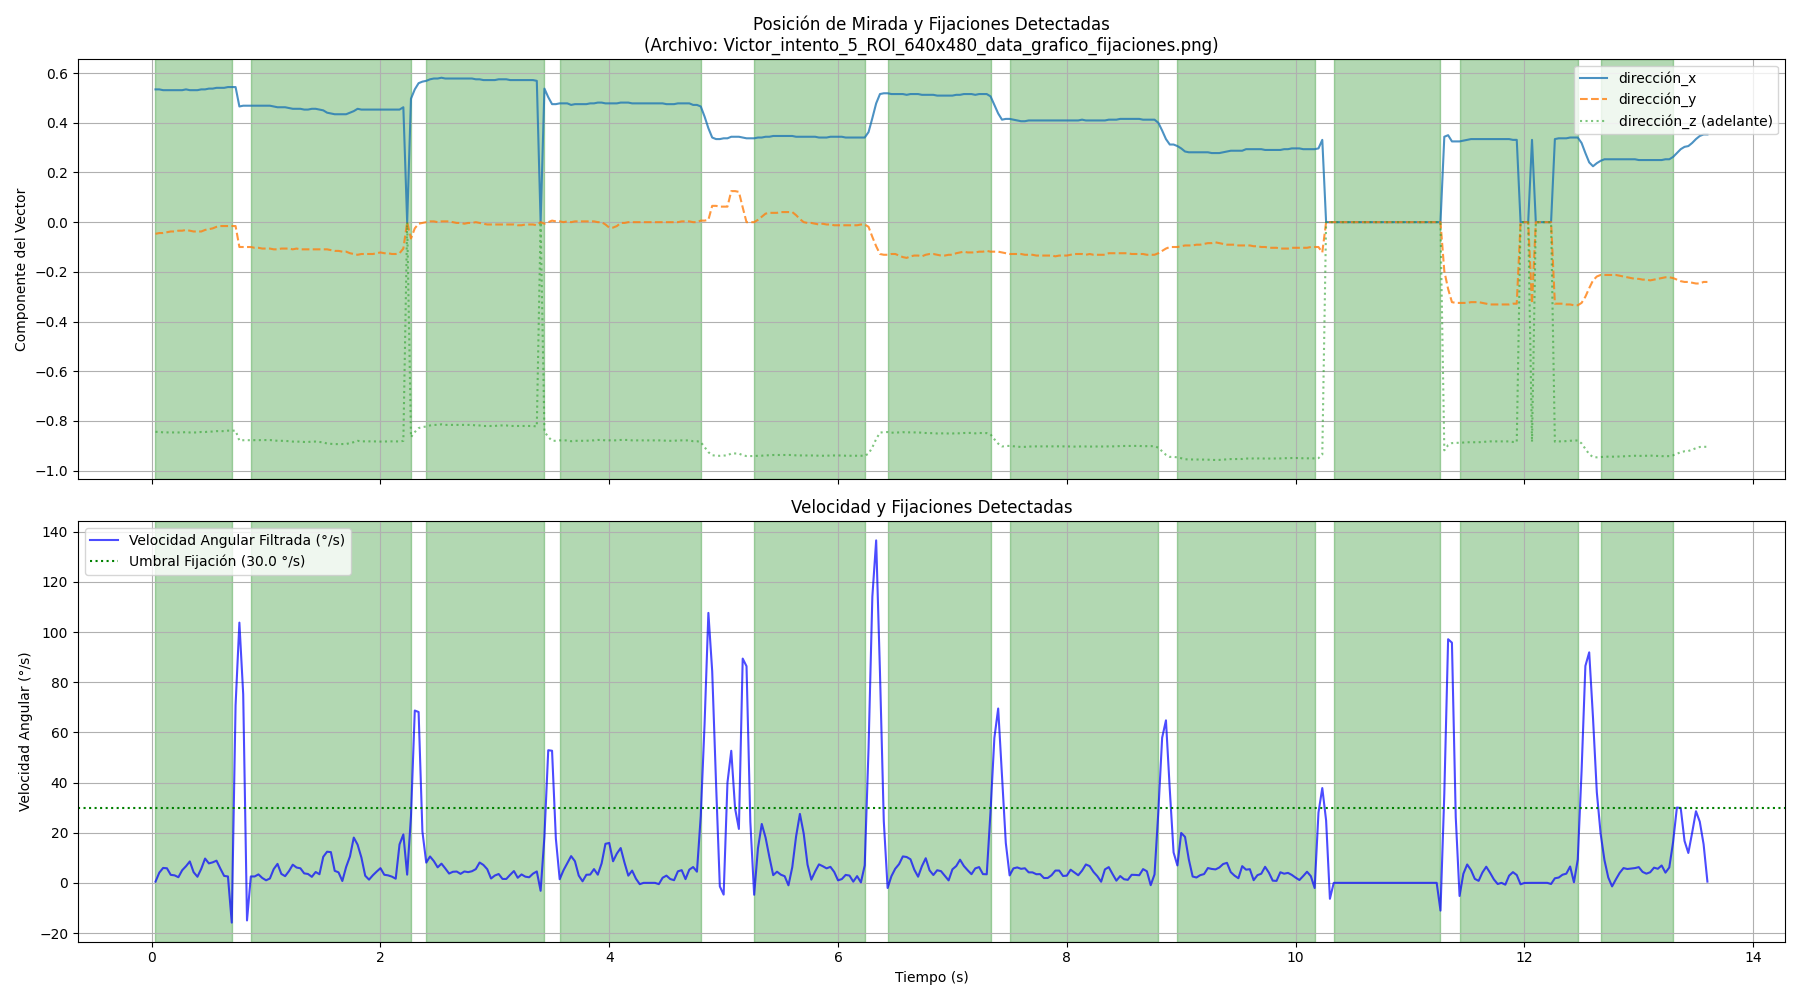 Posición de Mirada y Fijaciones Detectadas
(Archivo: Victor_intento_5_ROI_640x480_data_grafico_fijaciones.png)
Componente del Vector
0.6
0.4
0.2
0.0
−0.2
−0.4
−0.6
−0.8
−1.0
dirección_x
dirección_y
dirección_z (adelante)
Velocidad y Fijaciones Detectadas
Velocidad Angular (°/s)
140
120
100
80
60
40
20
0
−20
Velocidad Angular Filtrada (°/s)
Umbral Fijación (30.0 °/s)
0 2 4 6 8 10 12 14
Tiempo (s)